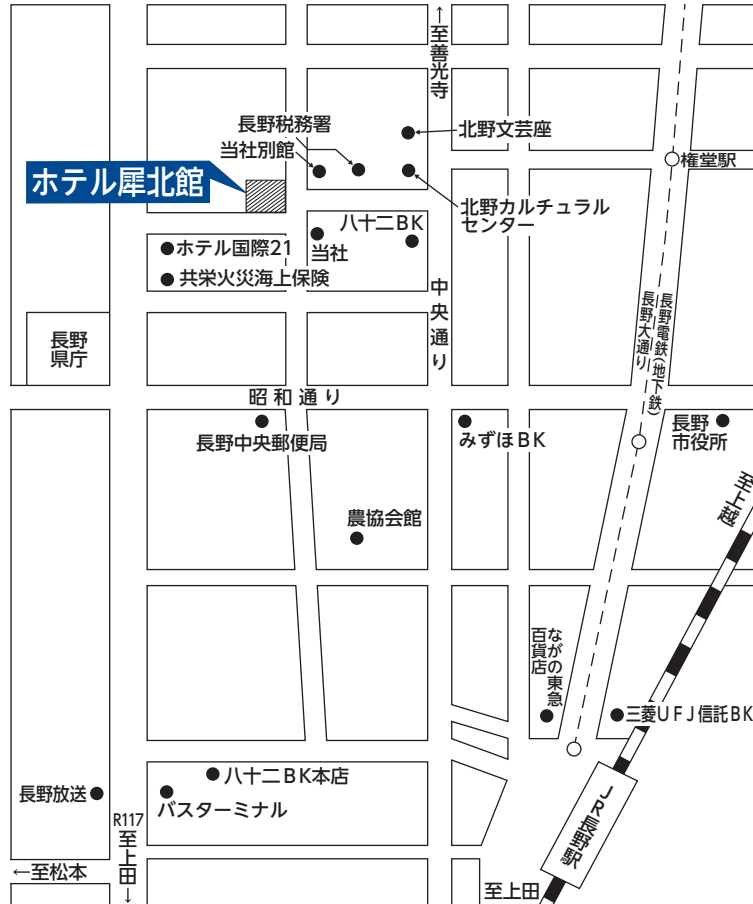 ←至善光寺
長野税務署
当社別館
北野文芸座
ホテル犀北館
権堂駅
北野カルチュラル
センター
八十二BK
当社
ホテル国際21
共栄火災海上保険
中央通り
長野電鉄(地下鉄)
長野大通り
長野
県庁
昭和通り
長野中央郵便局
みずほBK
長野
市役所
至上越
農協会館
ながの東急
百貨店
三菱UFJ信託BK
八十二BK本店
バスターミナル
長野放送
JR長野駅
R117
至上田→
←至松本
至上田